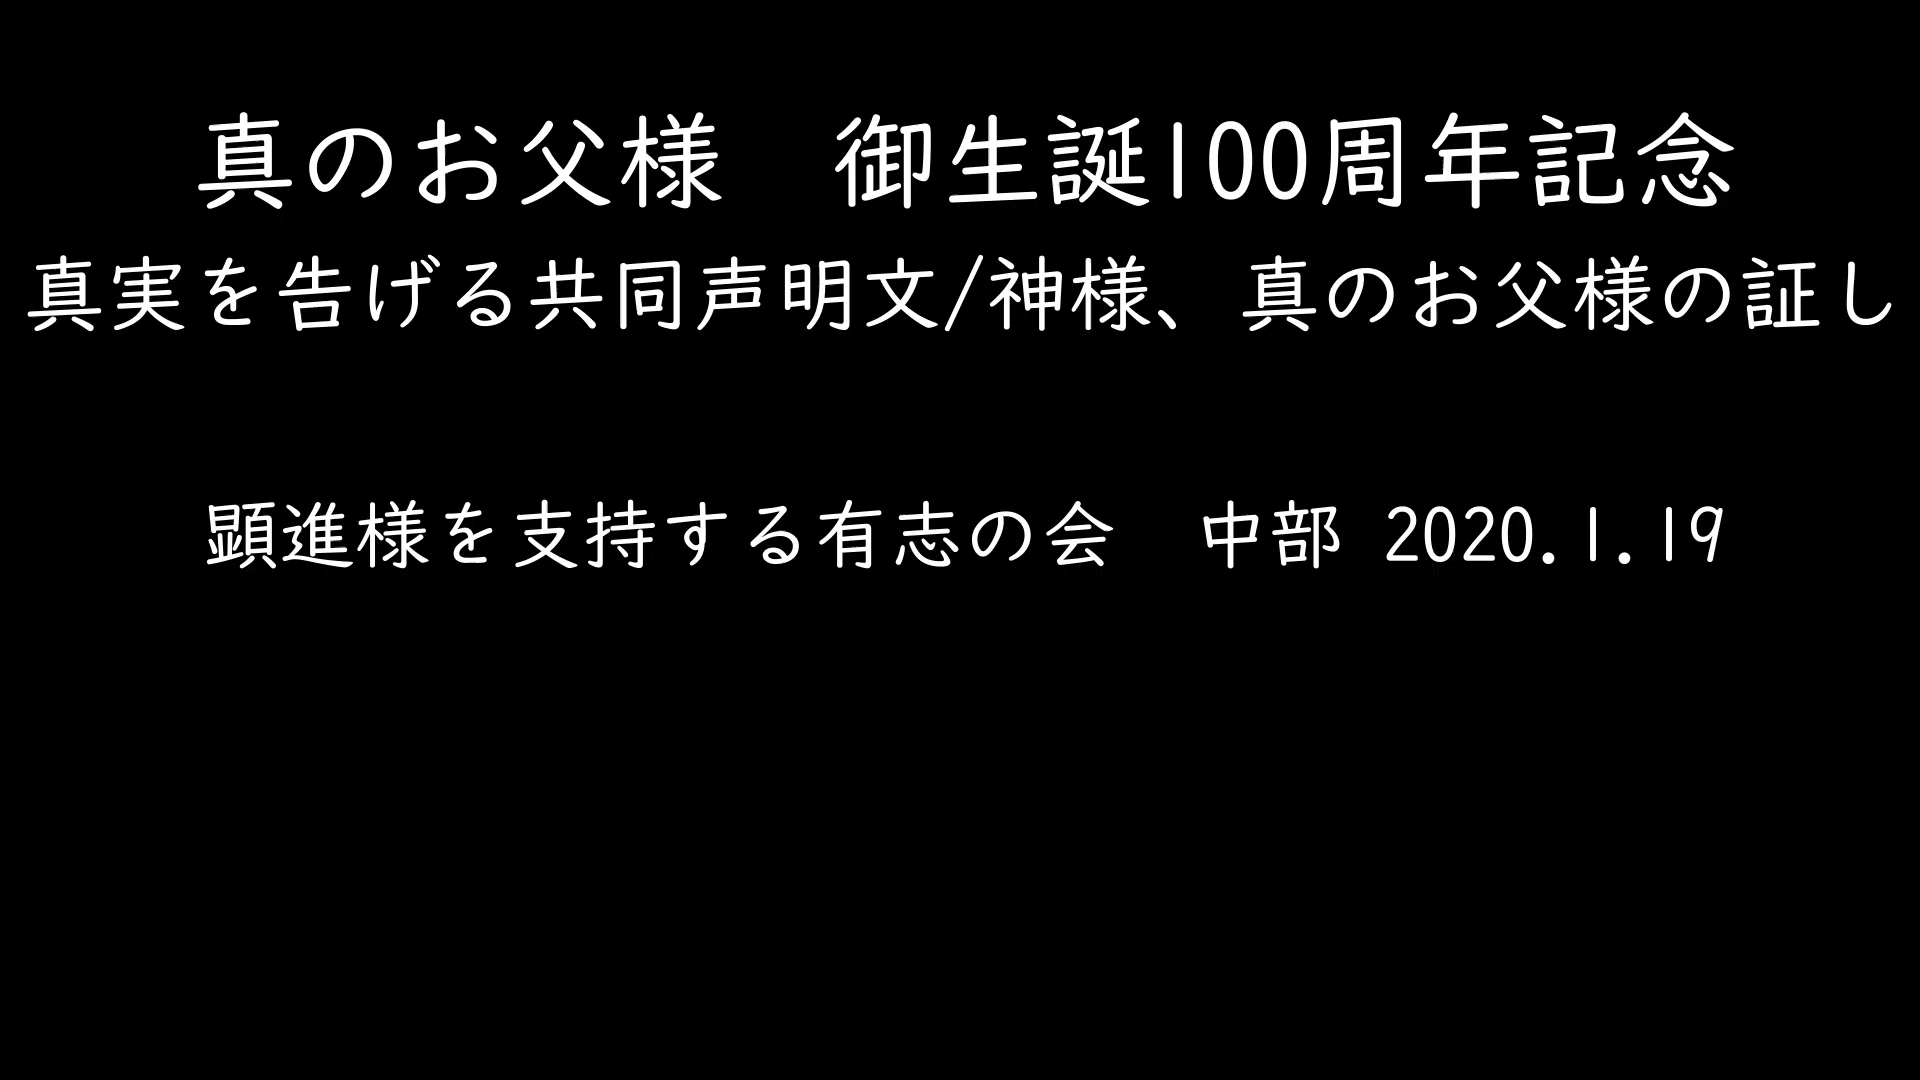 真のお父様　御生誕100周年記念
真実を告げる共同声明文/神様、真のお父様の証し
顕進様を支持する有志の会　中部 2020.1.19